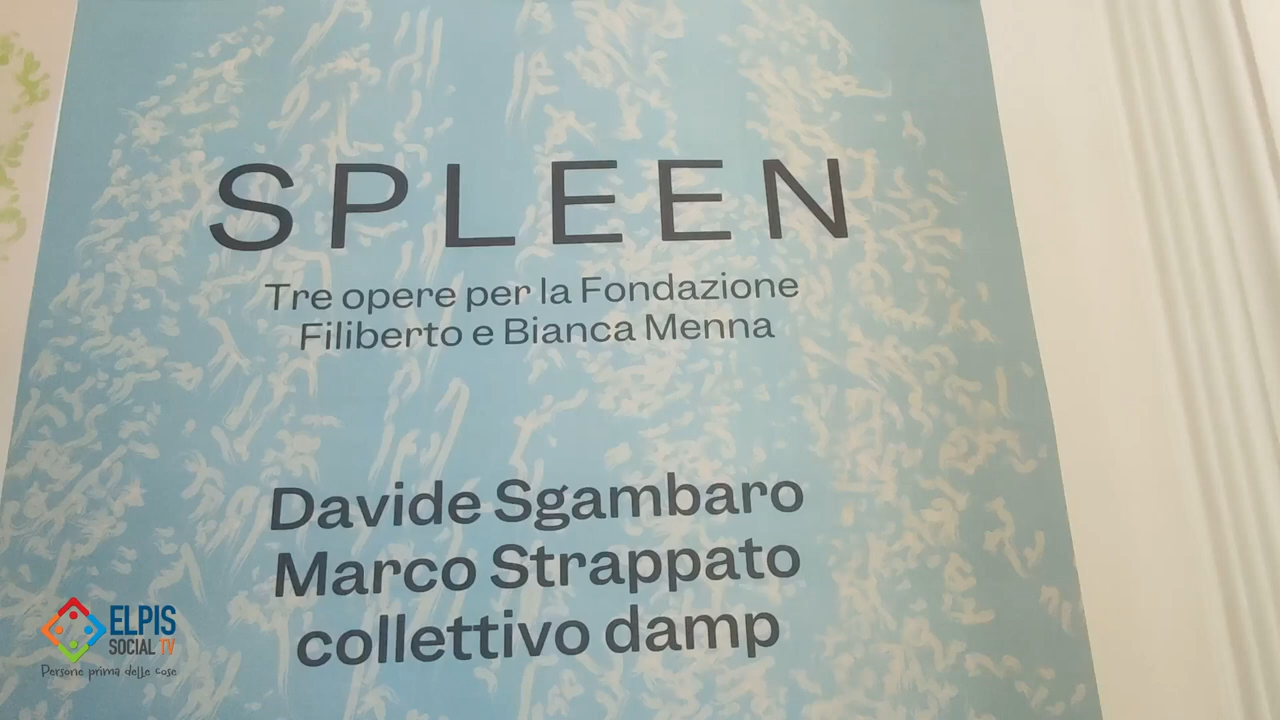 SPLEEN
Tre opere per la Fondazione
Filiberto e Bianca Menna
Davide Sgambaro
Marco Strappato
collettivo damp
ELPIS
SOCIAL TV
Persone prima delle cose